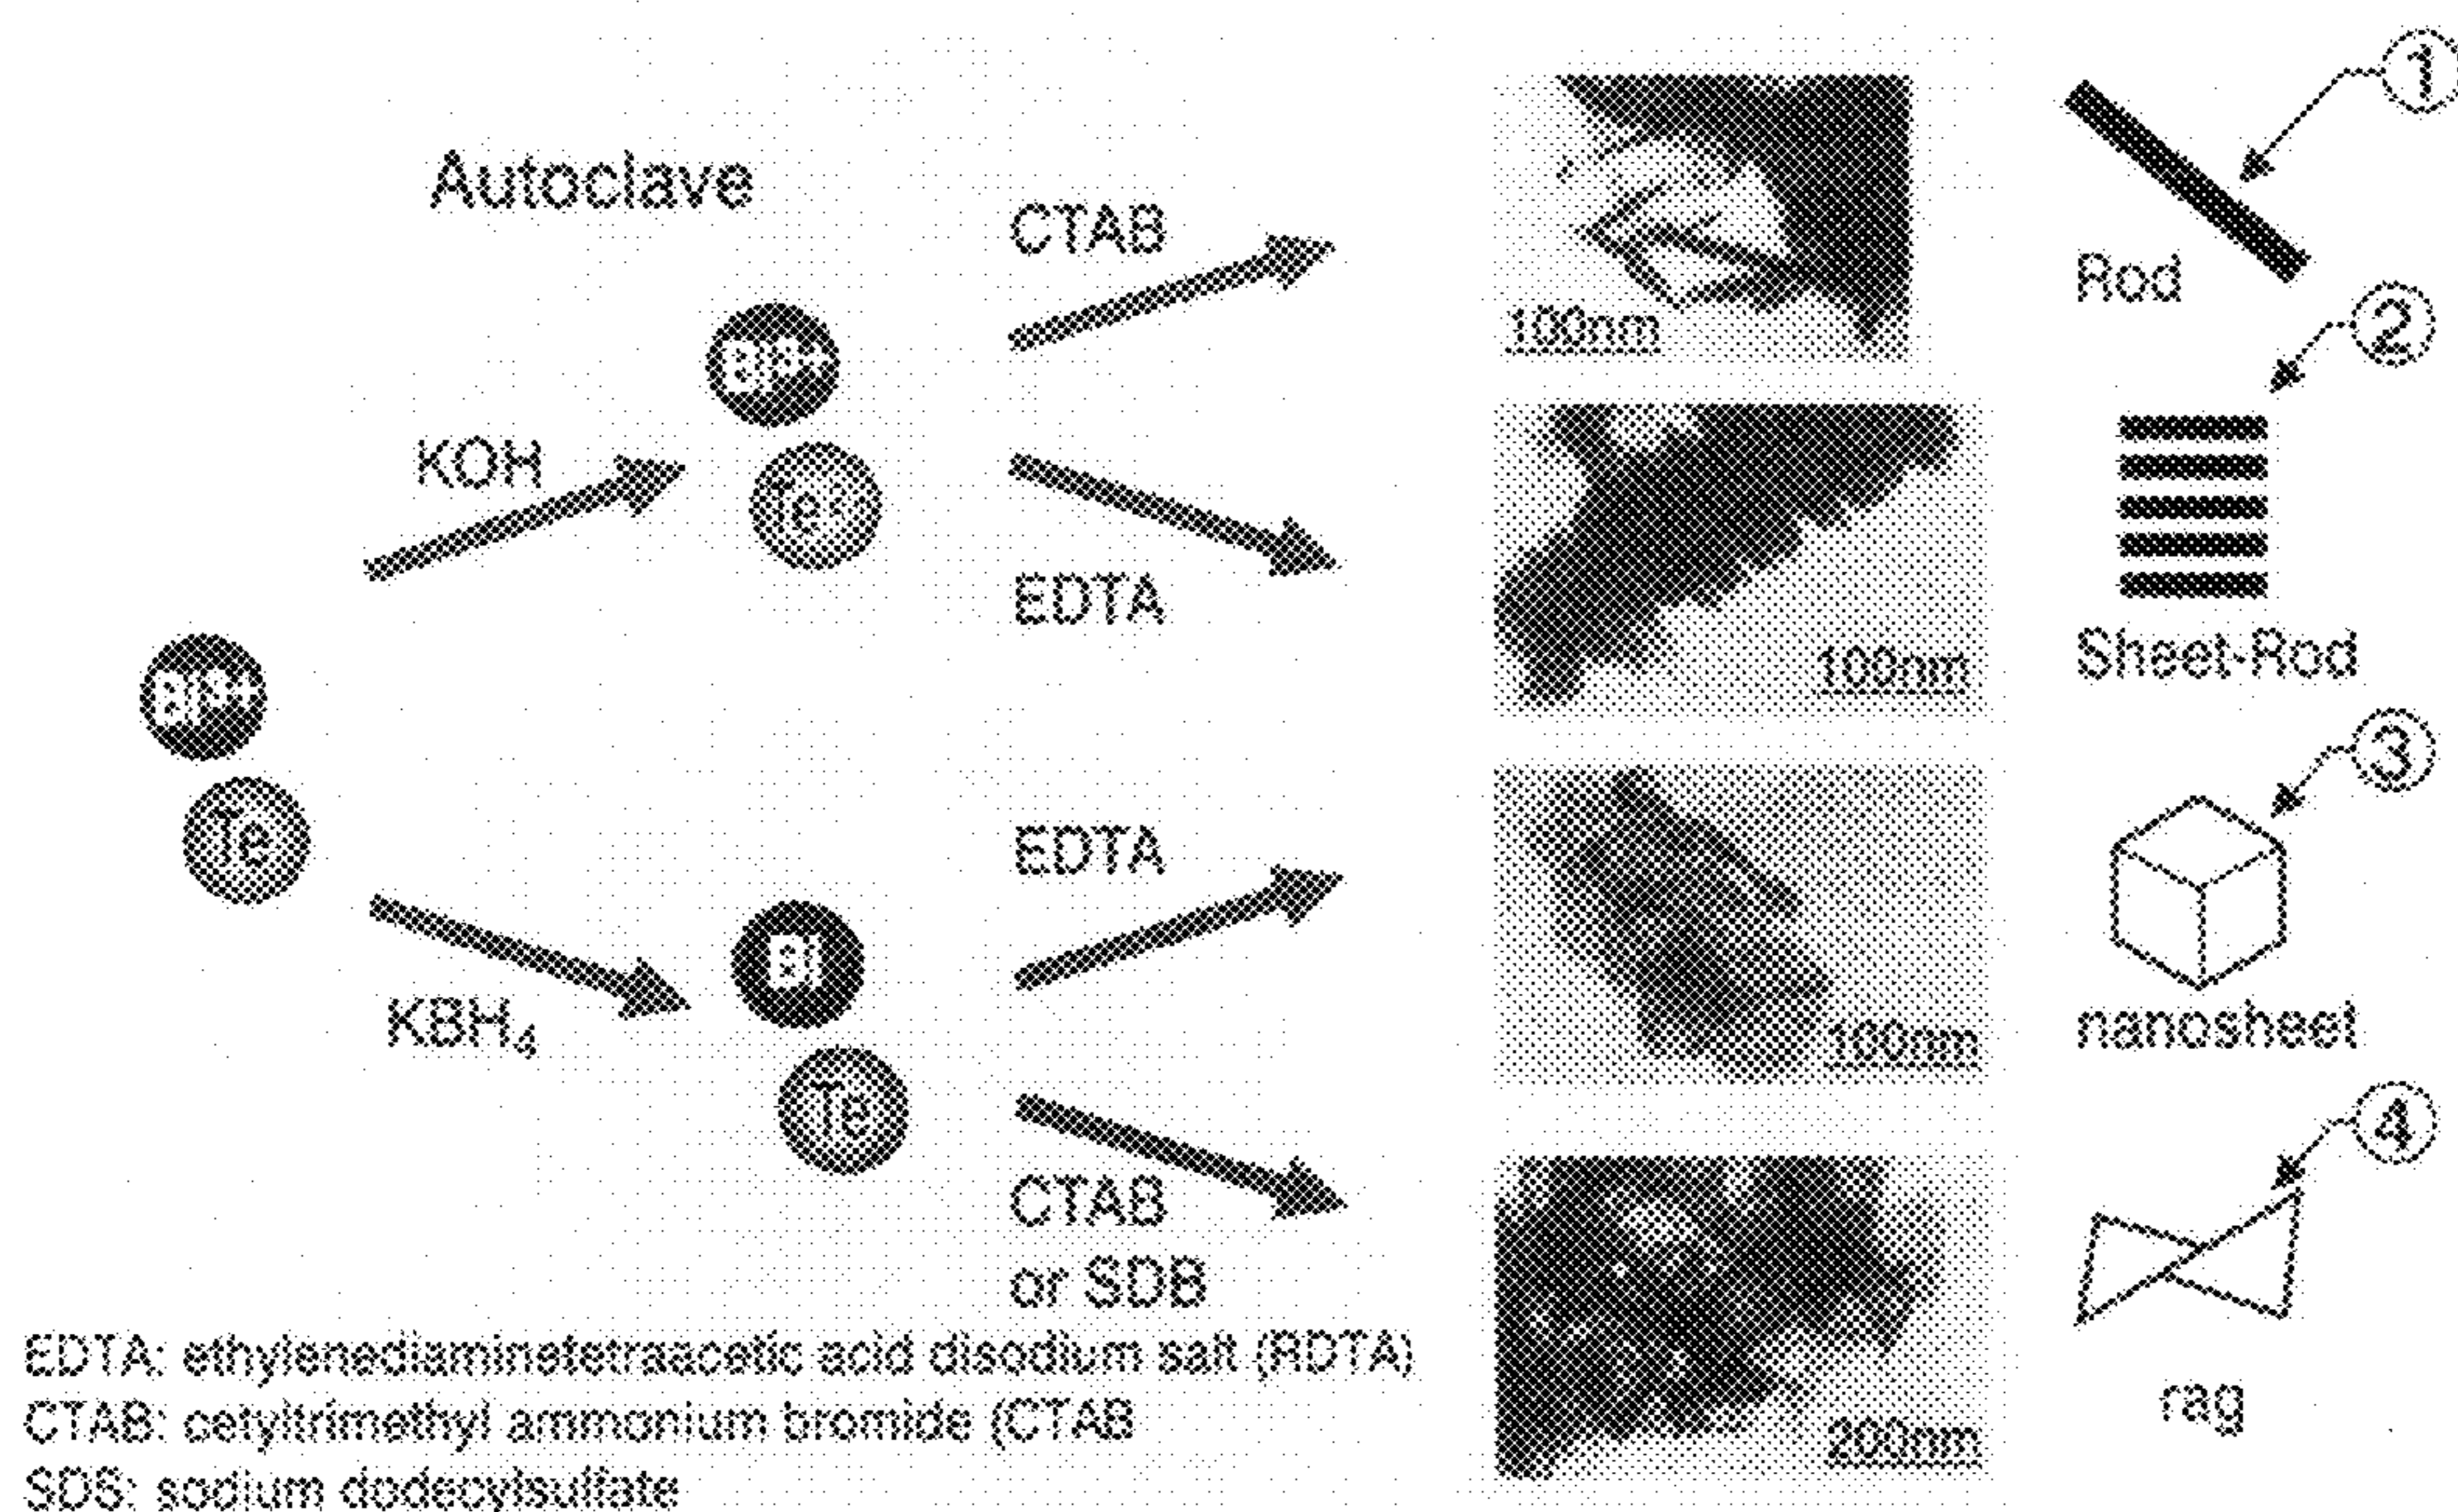 Autoclave
CTAB
100nm
①
Rod
②
KOH
Te
EDTA
100nm
Sheet-Rod
Te
EDTA
100nm
③
nanosheet
KBH4
Bi
Te
CTAB
or SDB
200nm
④
rag
EDTA: ethylenediaminetetraacetic acid disodium salt (RDTA)
CTAB: cetyltrimethyl ammonium bromide (CTAB
SDS: sodium dodecylsulfate